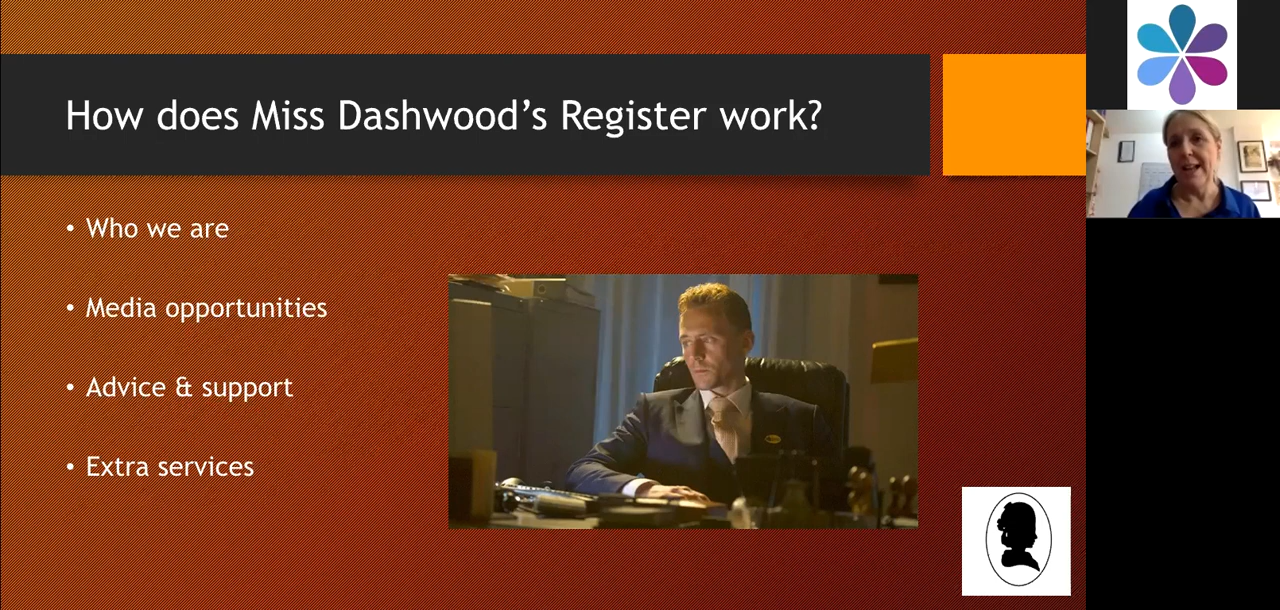 How does Miss Dashwood’s Register work?
• Who we are
• Media opportunities
• Advice & support
• Extra services